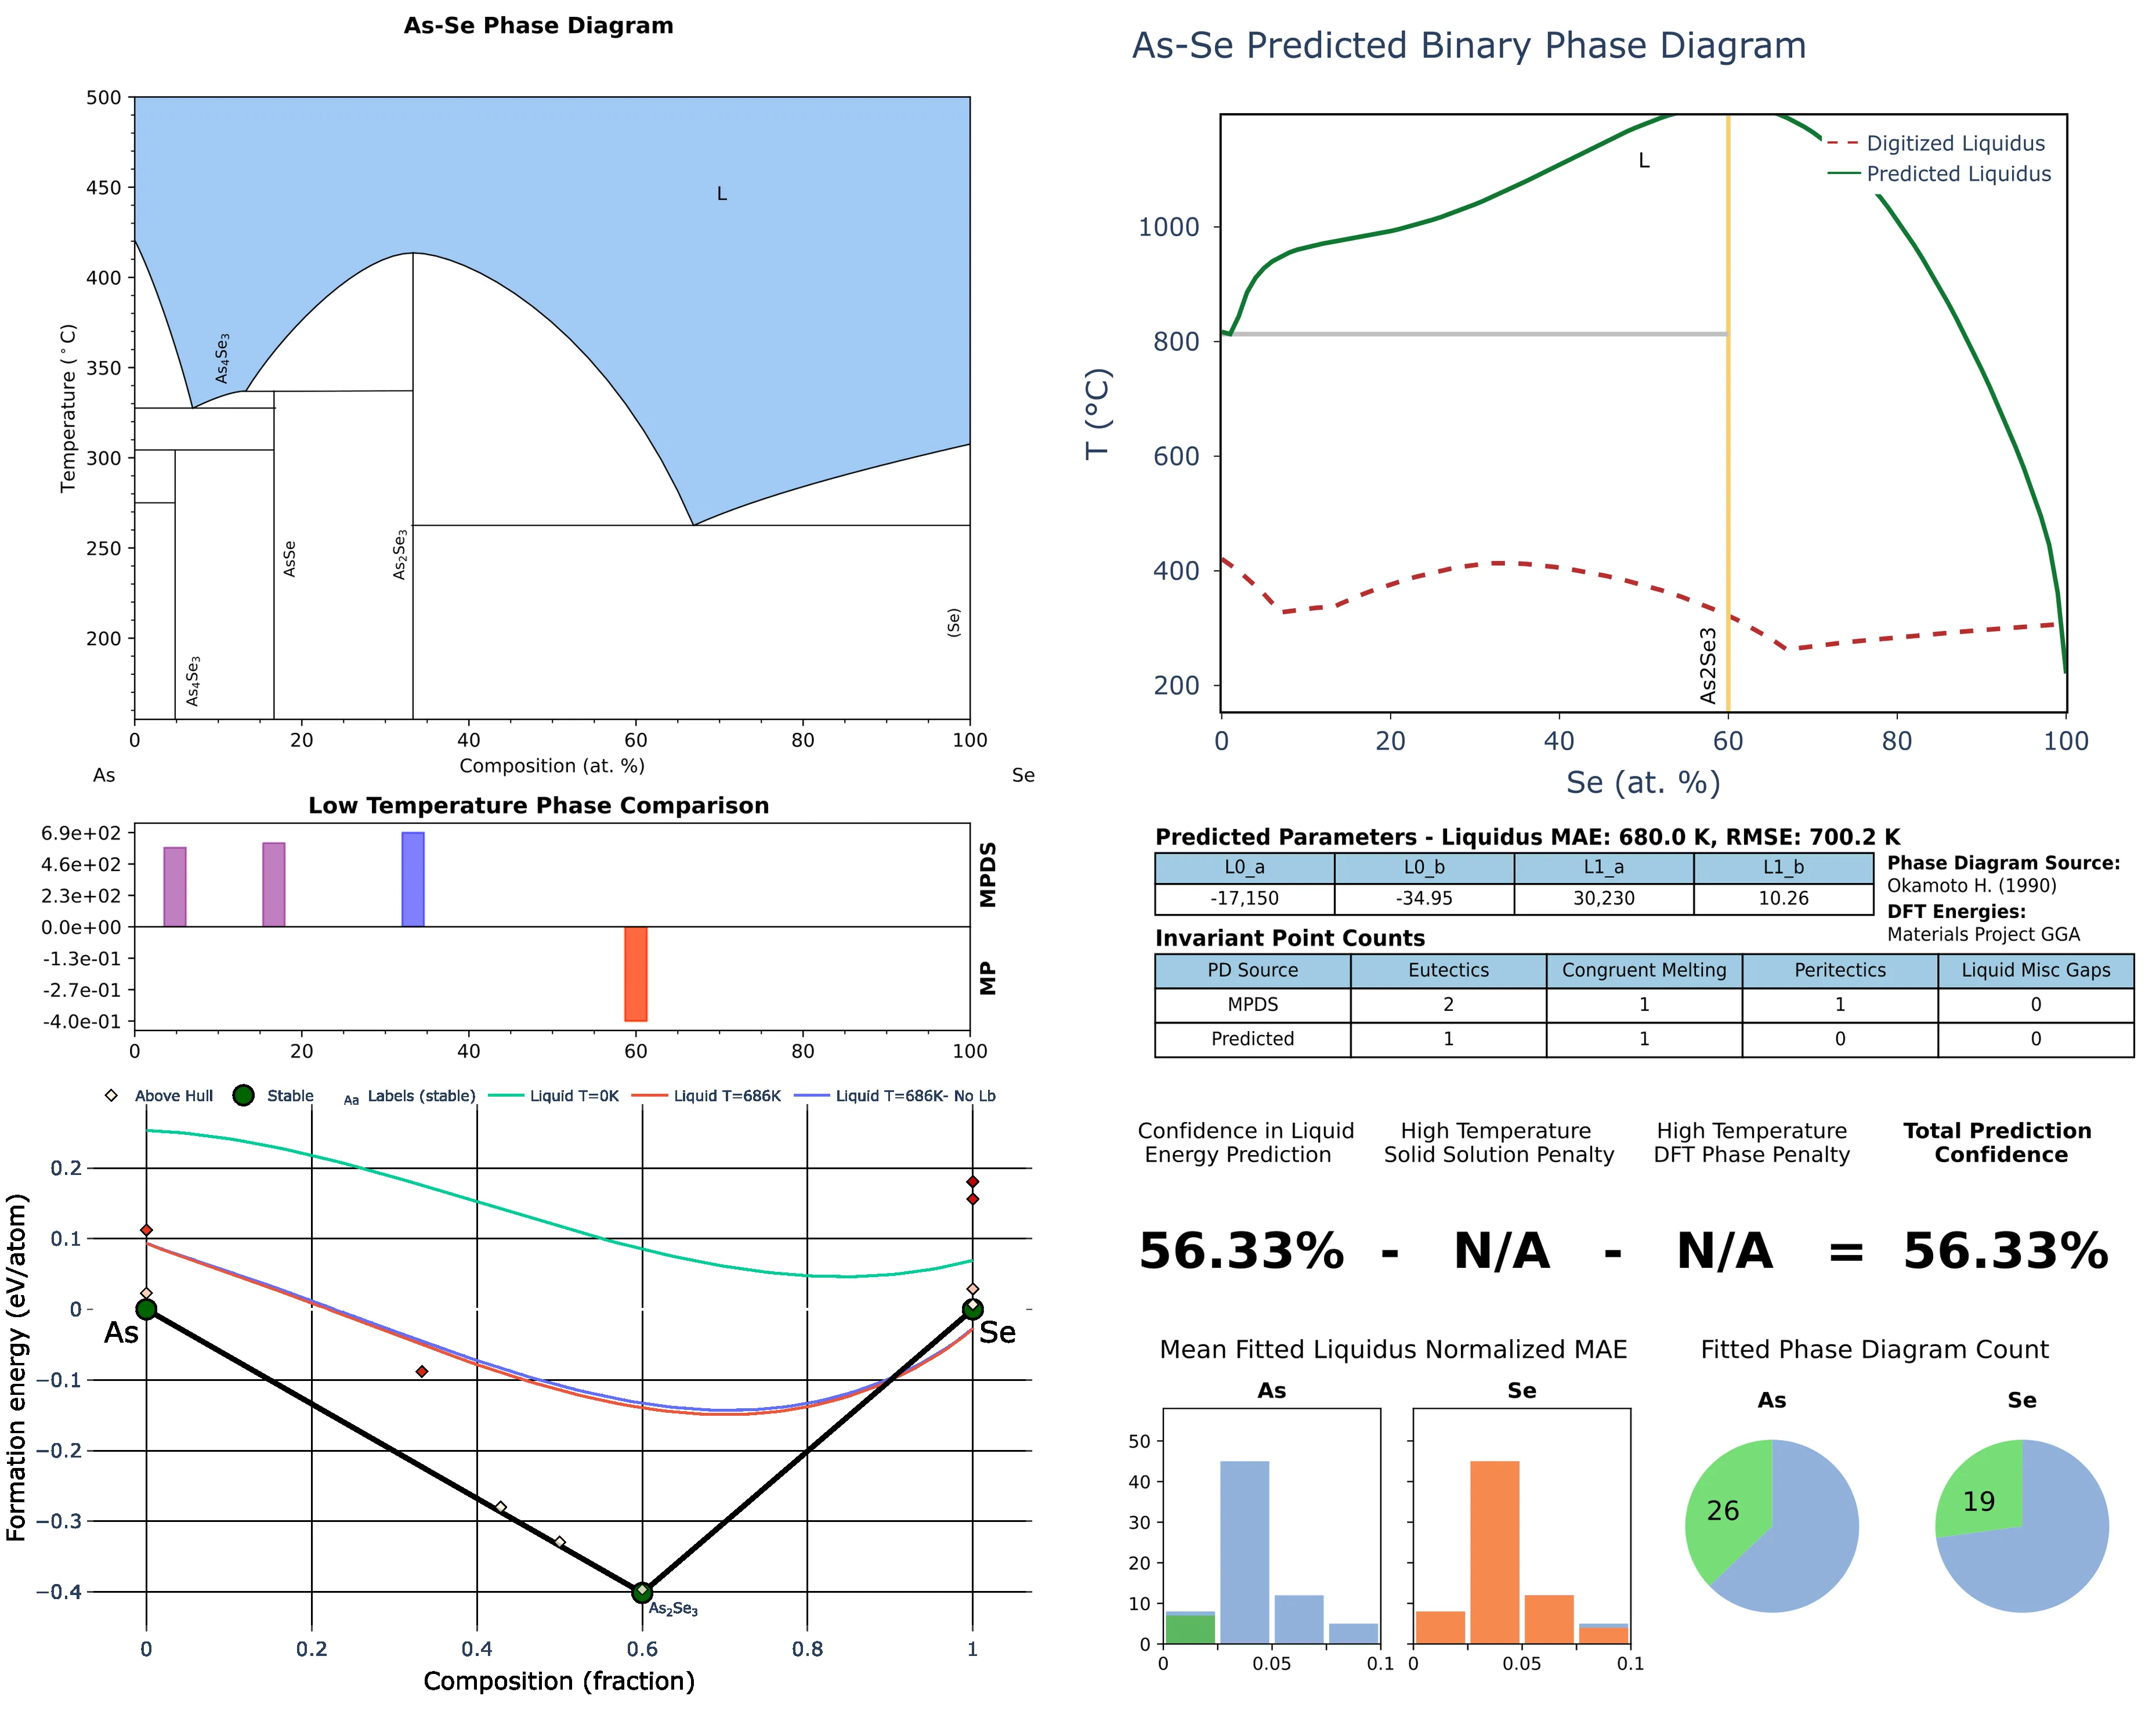 As-Se Phase Diagram
500
450
400
350
300
250
200
Temperature (°C)
L
As4Se3
As4Se3
AsSe
As2Se3
(Se)
0 20 40 60 80 100
Composition (at. %)
As Se
Low Temperature Phase Comparison
6.9e+02
4.6e+02
2.3e+02
0.0e+00
-1.3e-01
-2.7e-01
-4.0e-01
MPDS
MP
0 20 40 60 80 100
Above Hull Stable Aa Labels (stable) Liquid T=0K Liquid T=686K Liquid T=686K- No Lb
0.2
0.1
0
−0.1
−0.2
−0.3
−0.4
Formation energy (eV/atom)
As
Se
As2Se3
0 0.2 0.4 0.6 0.8 1
Composition (fraction)
As-Se Predicted Binary Phase Diagram
Digitized Liquidus
Predicted Liquidus
L
1000
800
600
400
200
T (°C)
As2Se3
0 20 40 60 80 100
Se (at. %)
Predicted Parameters - Liquidus MAE: 680.0 K, RMSE: 700.2 K
L0_a L0_b L1_a L1_b
-17,150 -34.95 30,230 10.26
Phase Diagram Source:
Okamoto H. (1990)
DFT Energies:
Materials Project GGA
Invariant Point Counts
PD Source Eutectics Congruent Melting Peritectics Liquid Misc Gaps
MPDS 2 1 1 0
Predicted 1 1 0 0
Confidence in Liquid
Energy Prediction
High Temperature
Solid Solution Penalty
High Temperature
DFT Phase Penalty
Total Prediction
Confidence
56.33% - N/A - N/A = 56.33%
Mean Fitted Liquidus Normalized MAE
As Se
50
40
30
20
10
0
0 0.05 0.1
0 0.05 0.1
Fitted Phase Diagram Count
As Se
26 19